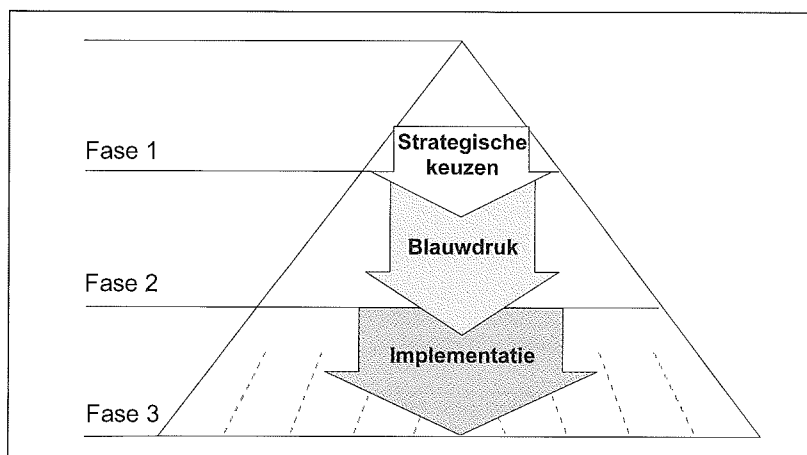 Fase 1
Strategische
keuzen
Blauwdruk
Fase 2
Implementatie
Fase 3